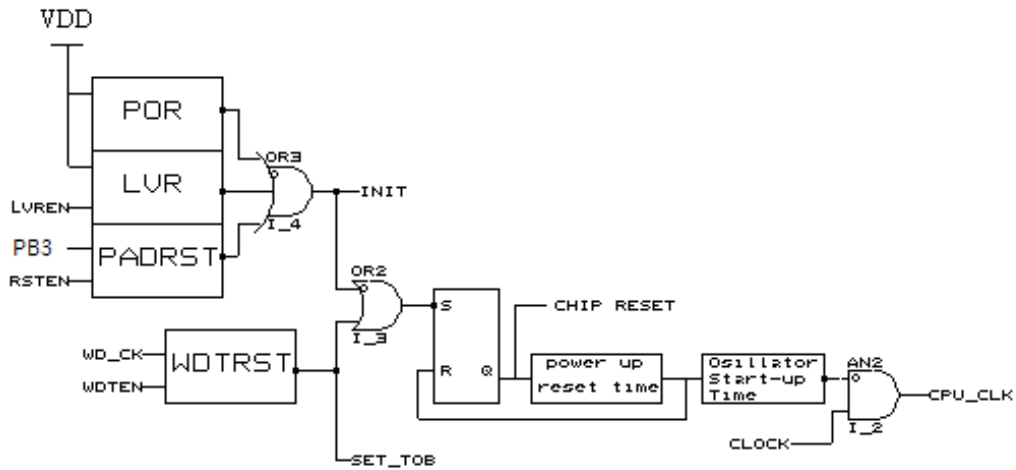 VDD
POR
OR3
LVR
INIT
LVREN
I_4
PB3
PADRST
RSTEN
OR2
S
CHIP RESET
I_3
WD_CK
WDTRST
WDTEN
R
Q
power up
reset time
Osillator
Start-up
Time
AN2
CPU_CLK
I_2
CLOCK
SET_TOB